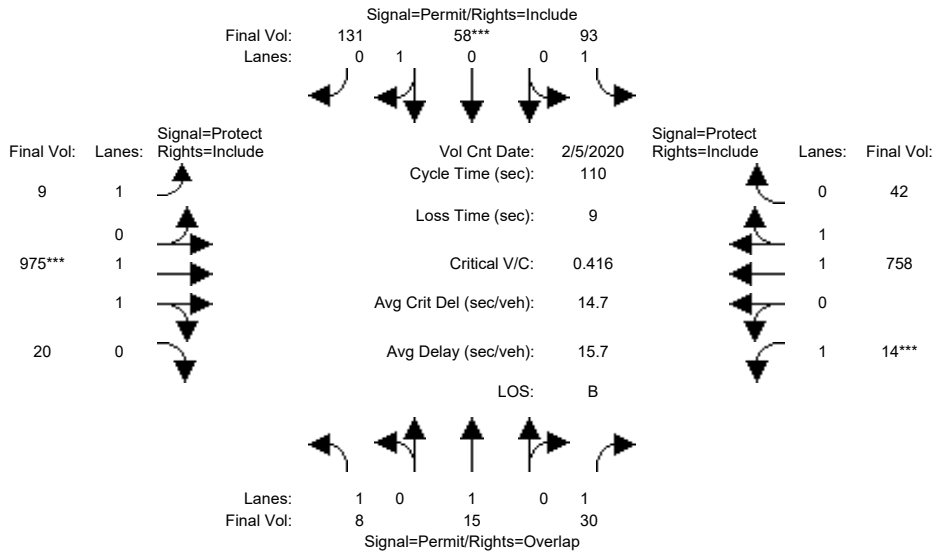 Signal=Permit/Rights=Include
Final Vol: 131 58*** 93
Lanes: 0 1 0 0 1
Signal=Protect
Final Vol: Lanes: Rights=Include
Vol Cnt Date: 2/5/2020
Signal=Protect
Rights=Include Lanes: Final Vol:
Cycle Time (sec): 110
9 1
0 42
Loss Time (sec): 9
0
1
975*** 1
Critical V/C: 0.416
1 758
1
Avg Crit Del (sec/veh): 14.7
0
20 0
Avg Delay (sec/veh): 15.7
1 14***
LOS: B
Lanes: 1 0 1 0 1
Final Vol: 8 15 30
Signal=Permit/Rights=Overlap